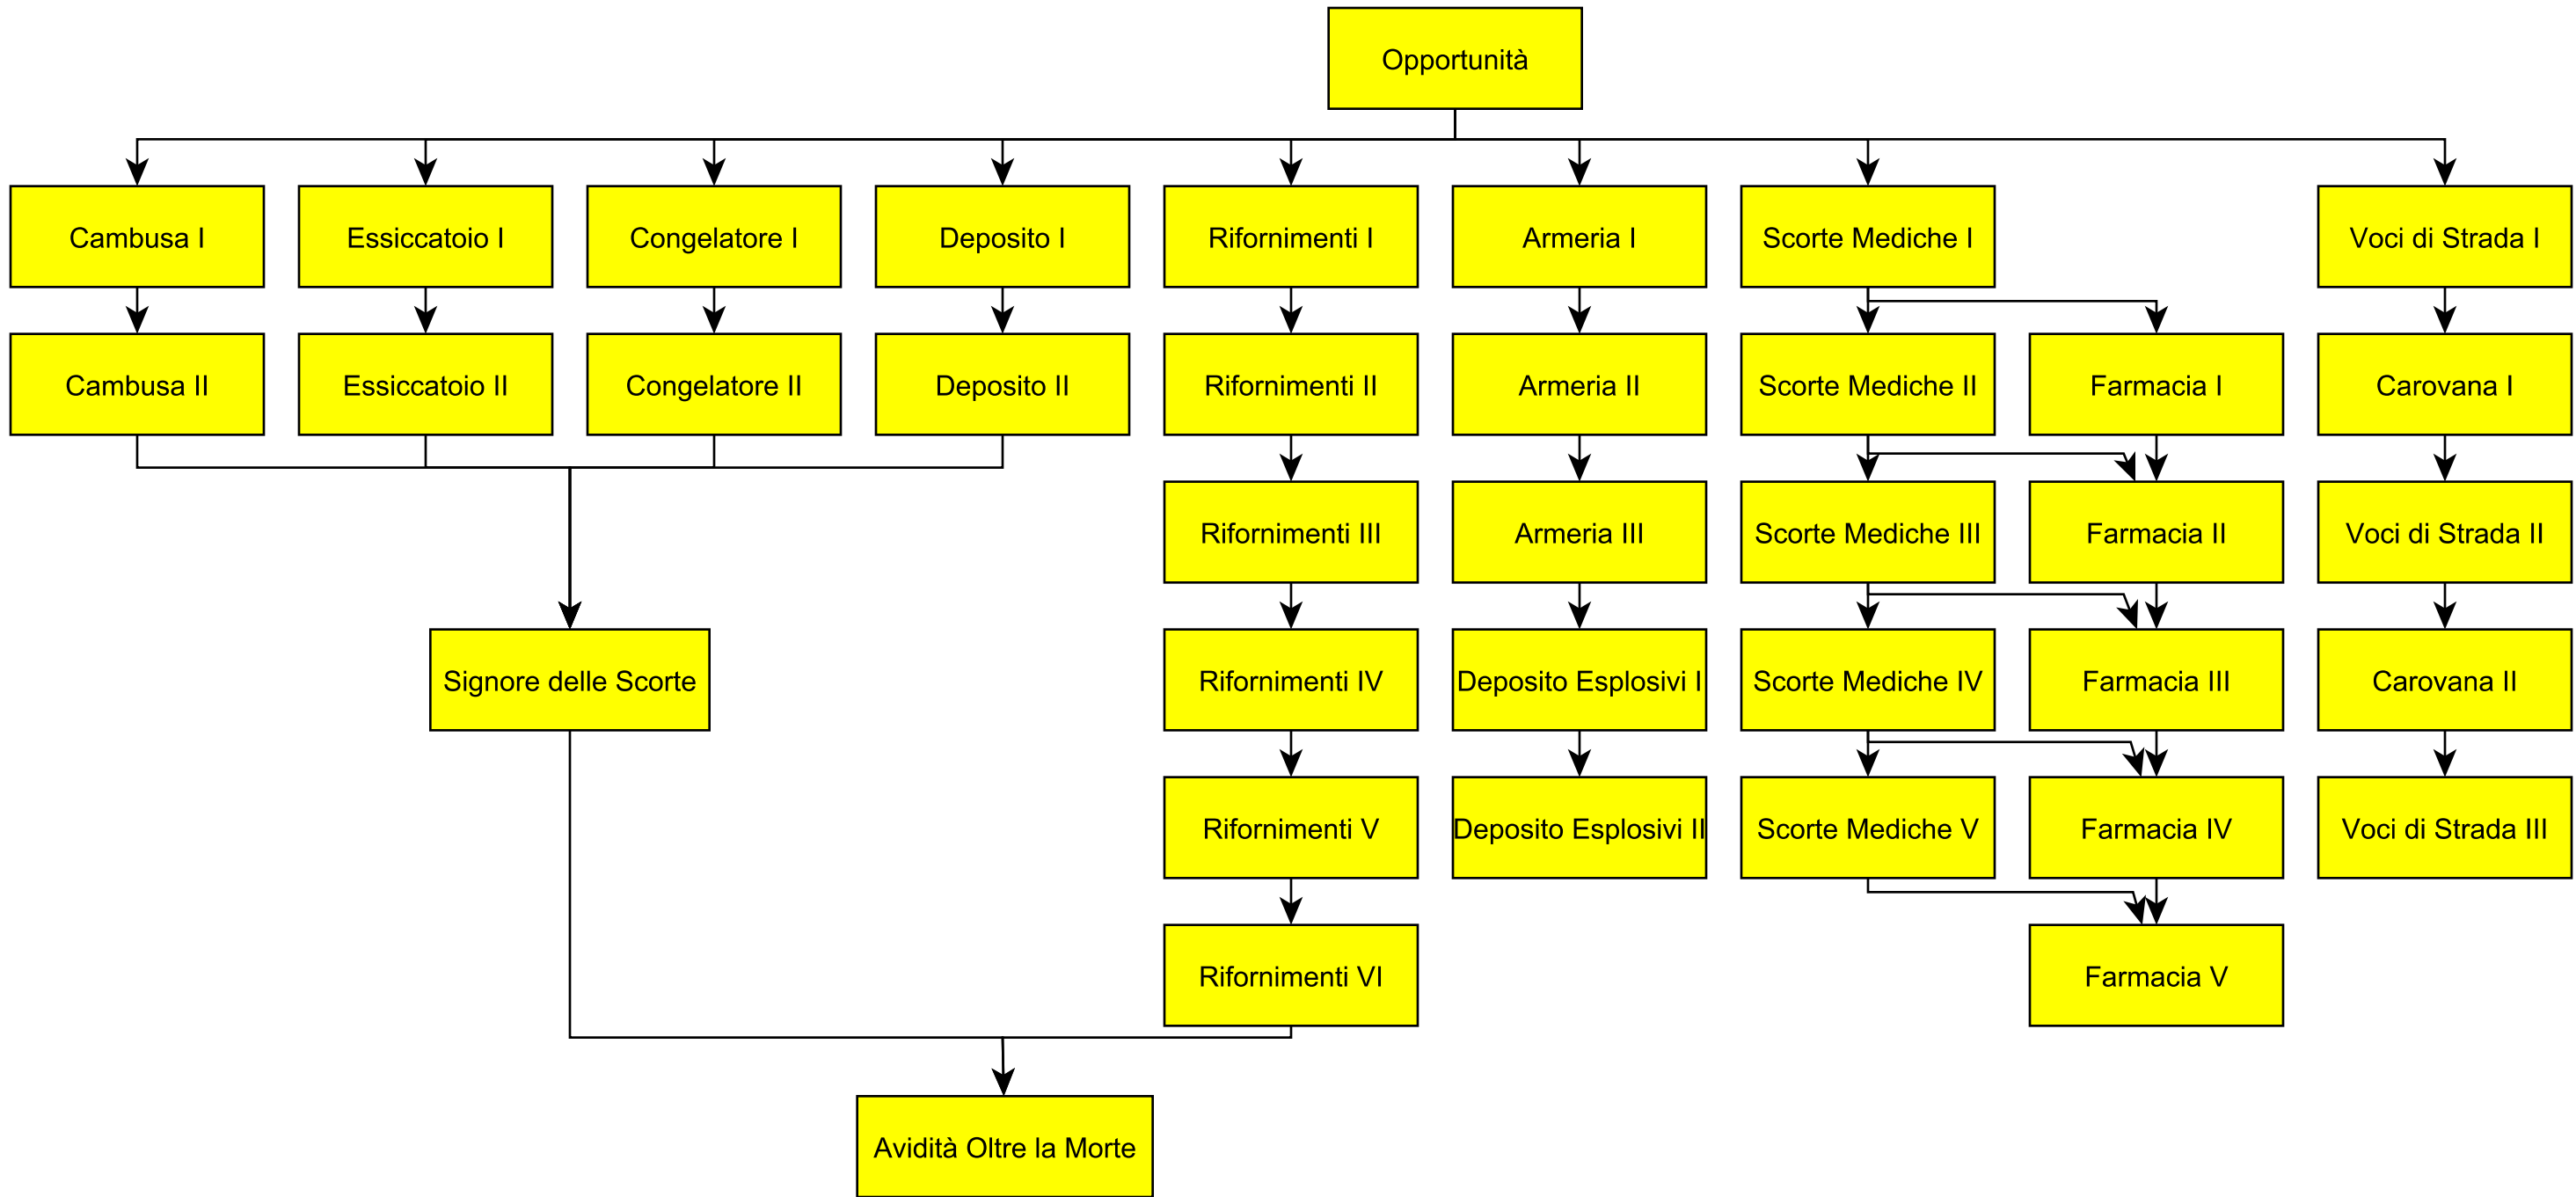 Opportunità
Cambusa I
Essiccatoio I
Congelatore I
Deposito I
Rifornimenti I
Armeria I
Scorte Mediche I
Voci di Strada I
Cambusa II
Essiccatoio II
Congelatore II
Deposito II
Rifornimenti II
Armeria II
Scorte Mediche II
Farmacia I
Carovana I
Rifornimenti III
Armeria III
Scorte Mediche III
Farmacia II
Voci di Strada II
Signore delle Scorte
Rifornimenti IV
Deposito Esplosivi I
Scorte Mediche IV
Farmacia III
Carovana II
Rifornimenti V
Deposito Esplosivi II
Scorte Mediche V
Farmacia IV
Voci di Strada III
Rifornimenti VI
Farmacia V
Avidità Oltre la Morte